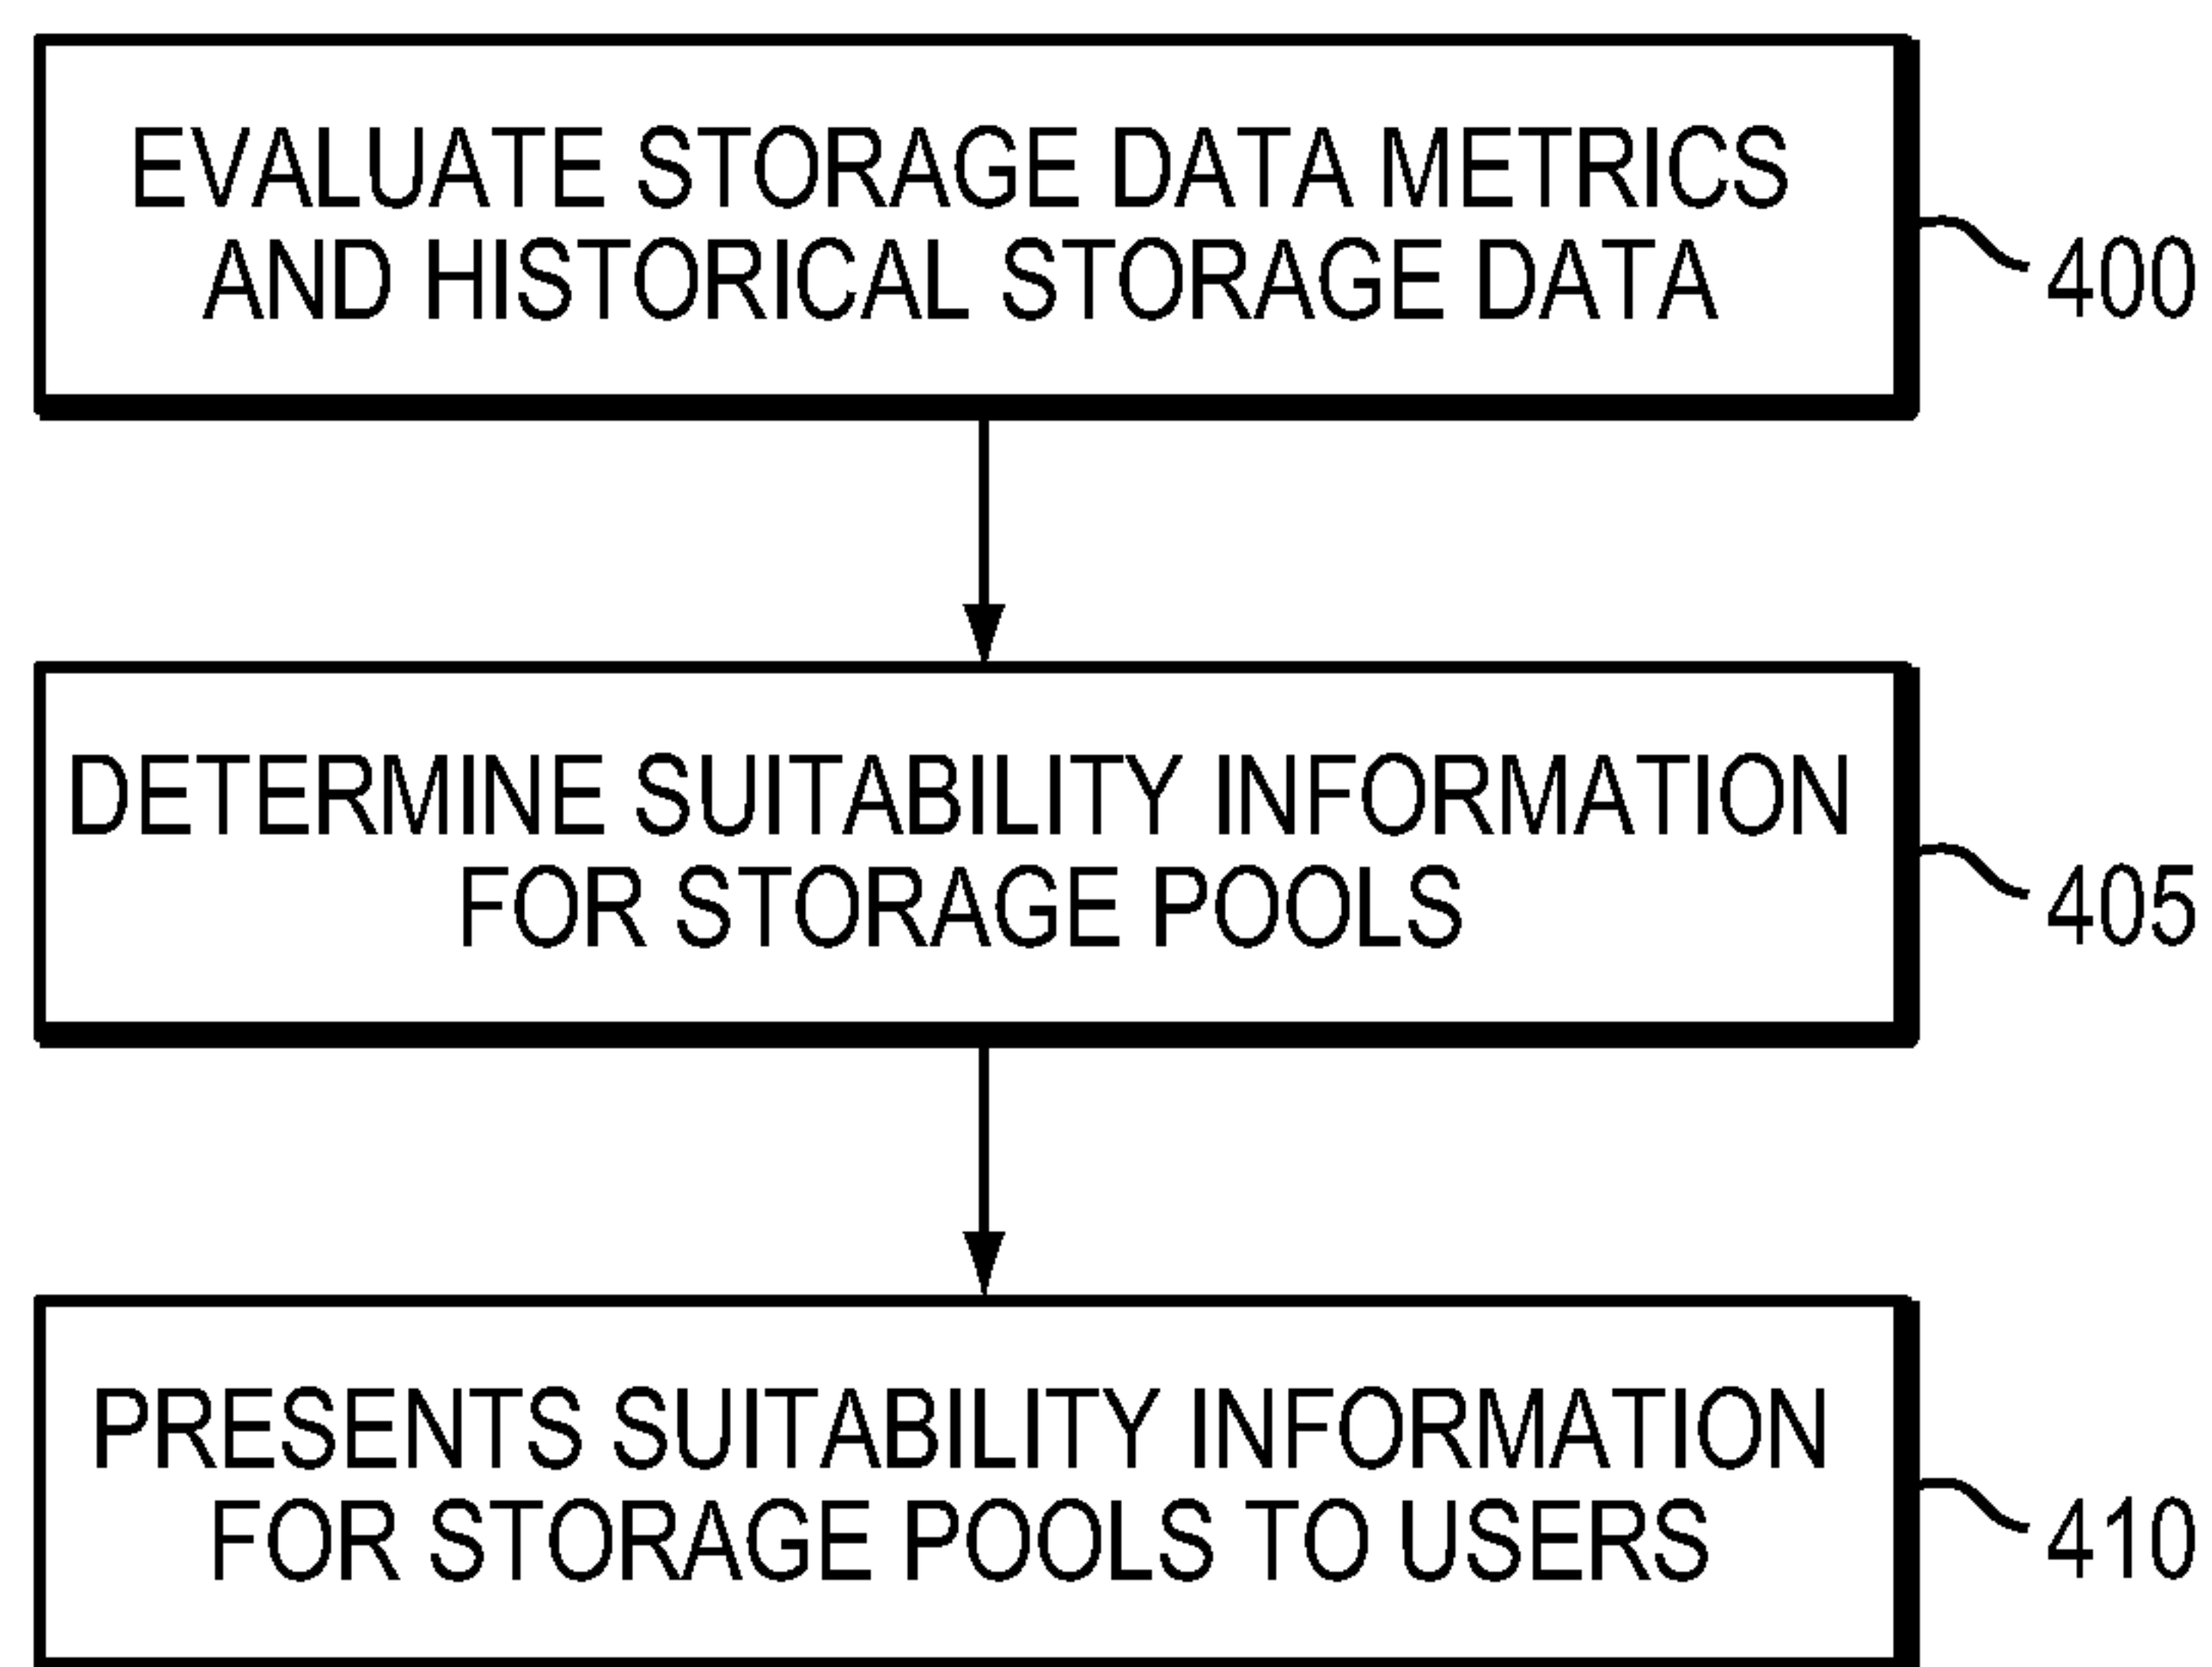 EVALUATE STORAGE DATA METRICS
AND HISTORICAL STORAGE DATA
400
DETERMINE SUITABILITY INFORMATION
FOR STORAGE POOLS
405
PRESENTS SUITABILITY INFORMATION
FOR STORAGE POOLS TO USERS
410